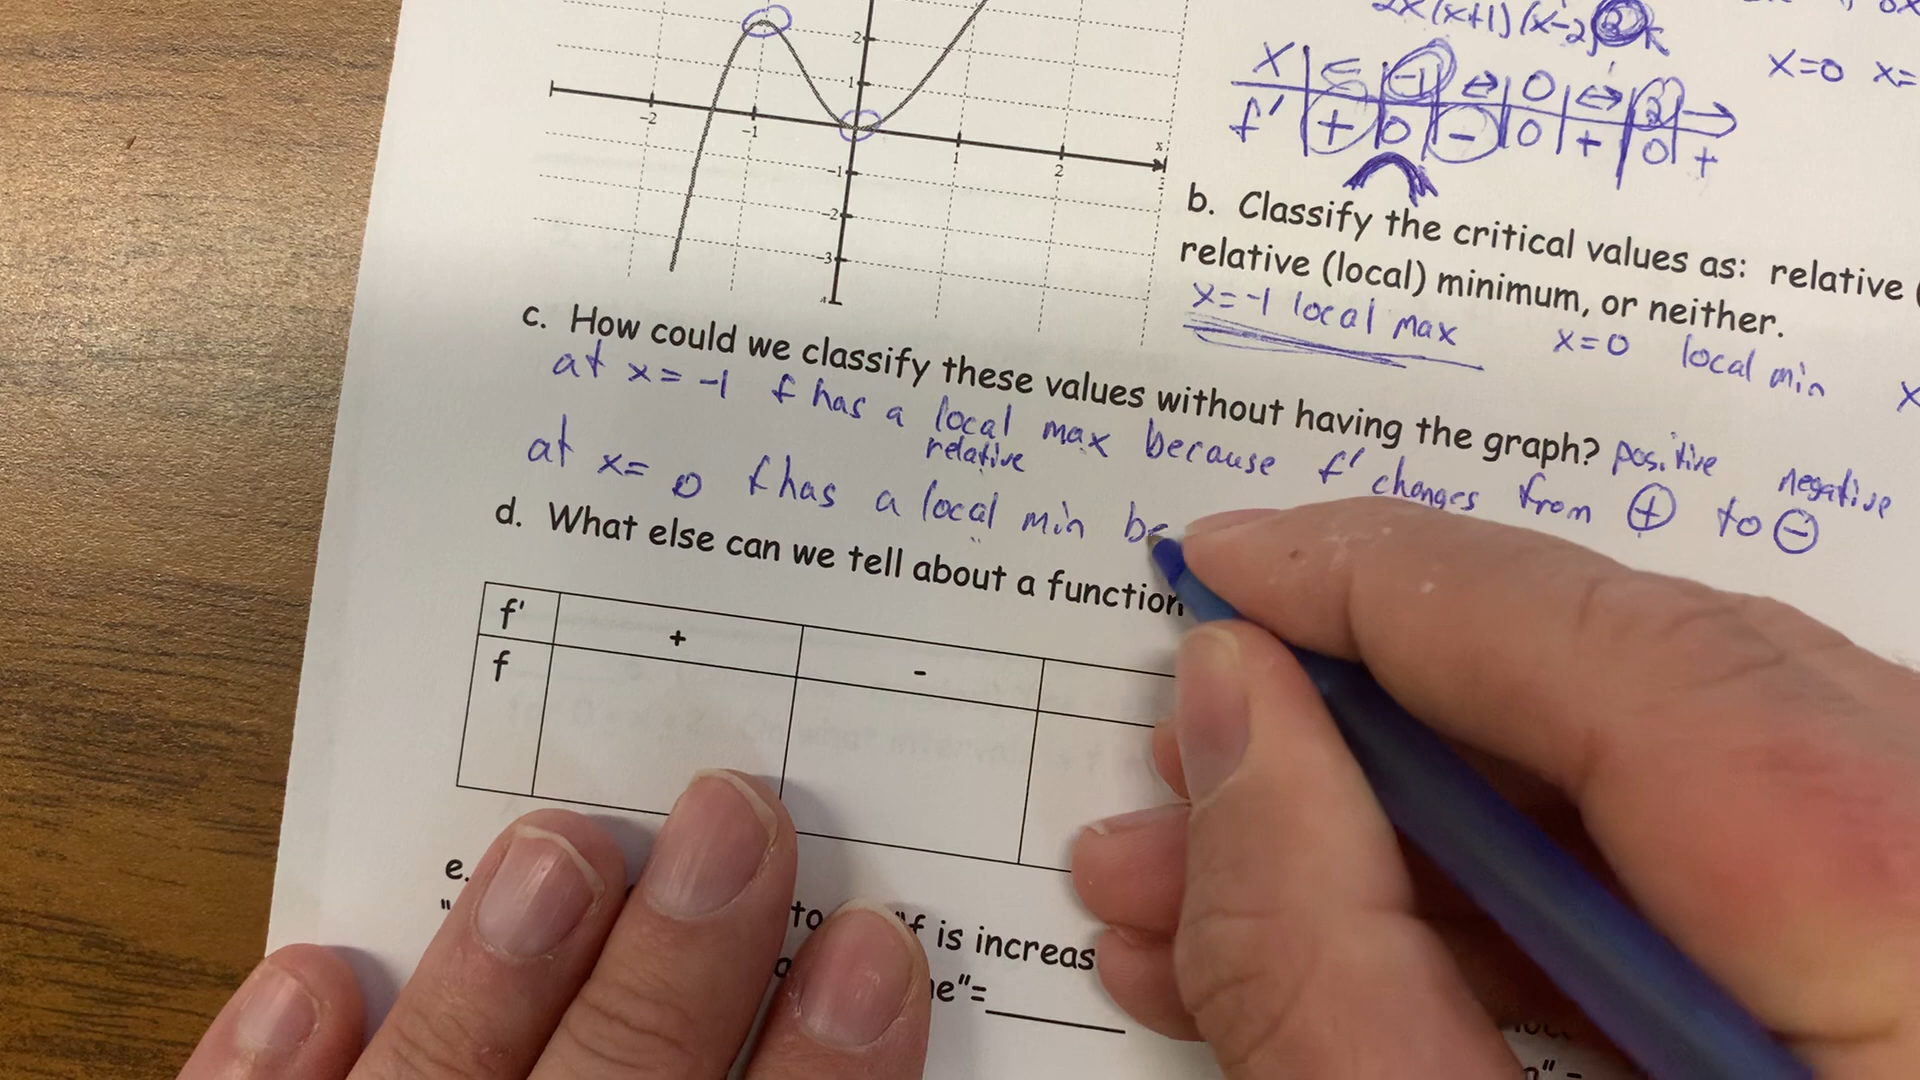 2x(x+1)(x-2)
x=0 x=
x -1 0 2
f' + 0 - 0 + 0 +
2
1
-2 -1 1 2 x
-1
-2
-3
b. Classify the critical values as: relative (
relative (local) minimum, or neither.
x=-1 local max x=0 local min x
c. How could we classify these values without having the graph?
positive negative
at x=-1 f has a local max because f' changes from + to -
relative
at x= 0 f has a local min be
d. What else can we tell about a function
f' + -
f
e.
" to "f is increas
e"=